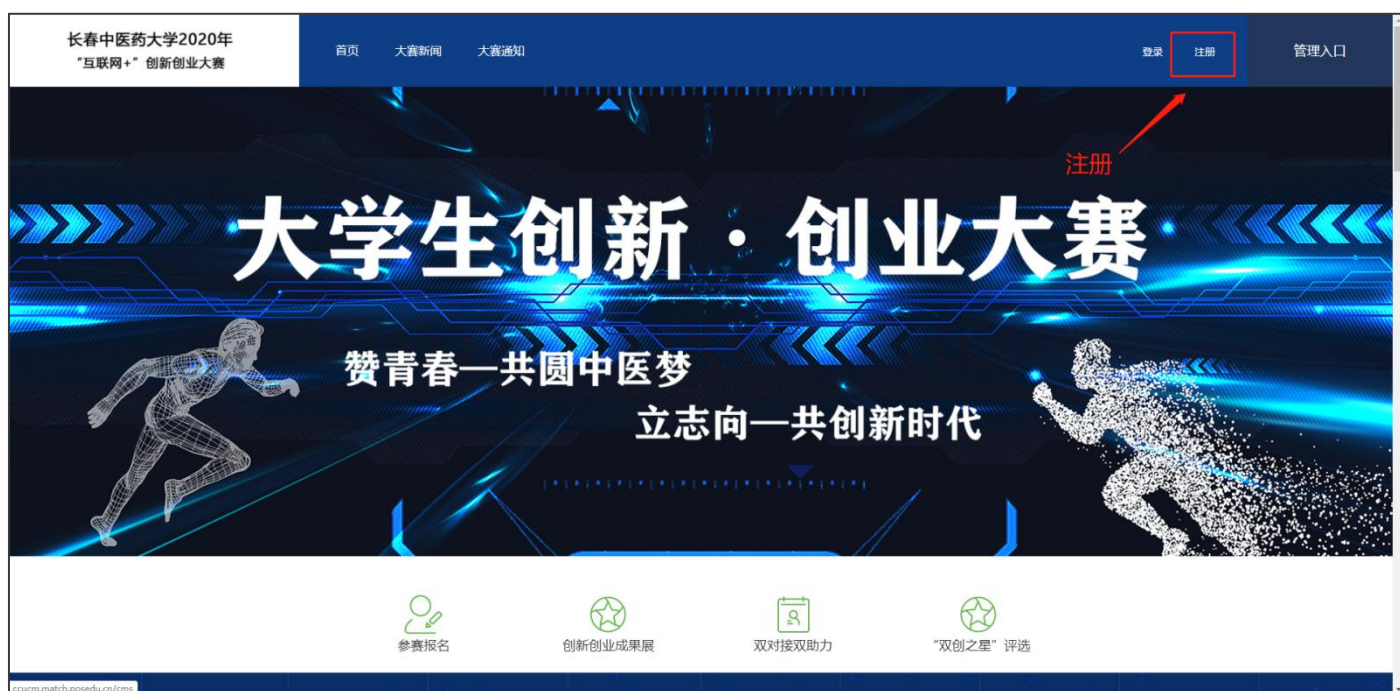 长春中医药大学2020年
“互联网+”创新创业大赛
首页 大赛新闻 大赛通知 登录 注册 管理入口
注册
大学生创新·创业大赛
赞青春—共圆中医梦
立志向—共创新时代
参赛报名 创新创业成果展 双对接双助力 “双创之星”评选
ccucm.match.nosedu.cn/cms